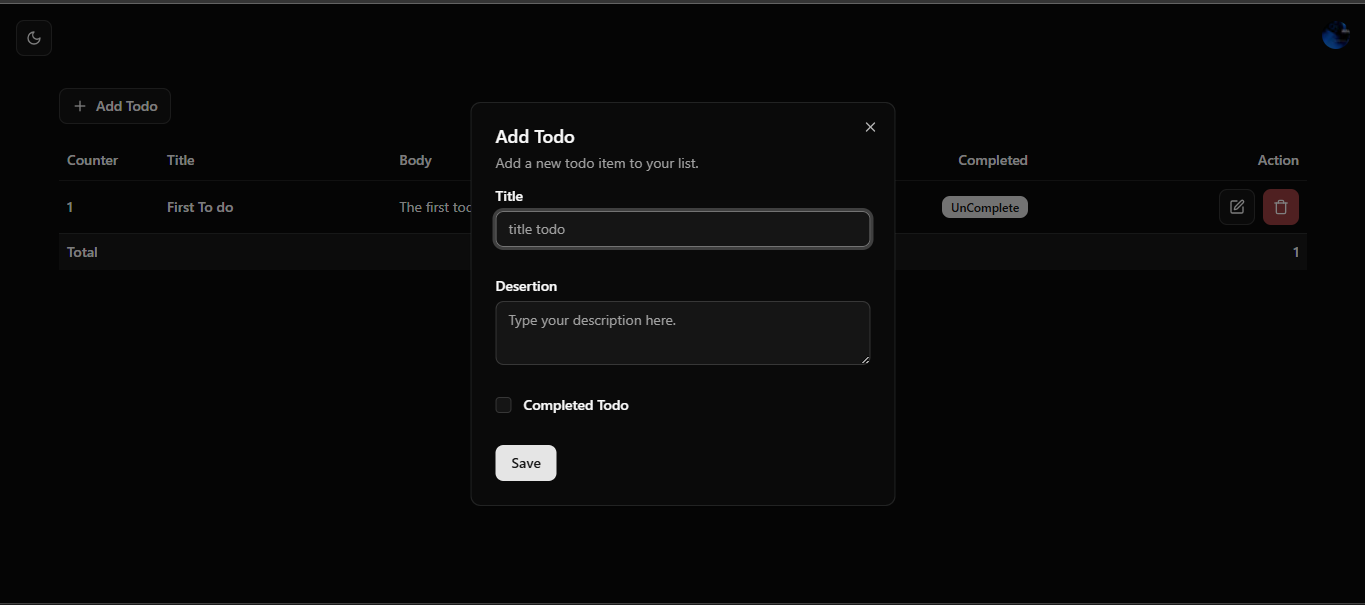 Add Todo
Counter Title Body Completed Action
1 First To do The first UnComplete
Total 1
Add Todo
Add a new todo item to your list.
Title
title todo
Desertion
Type your description here.
Completed Todo
Save